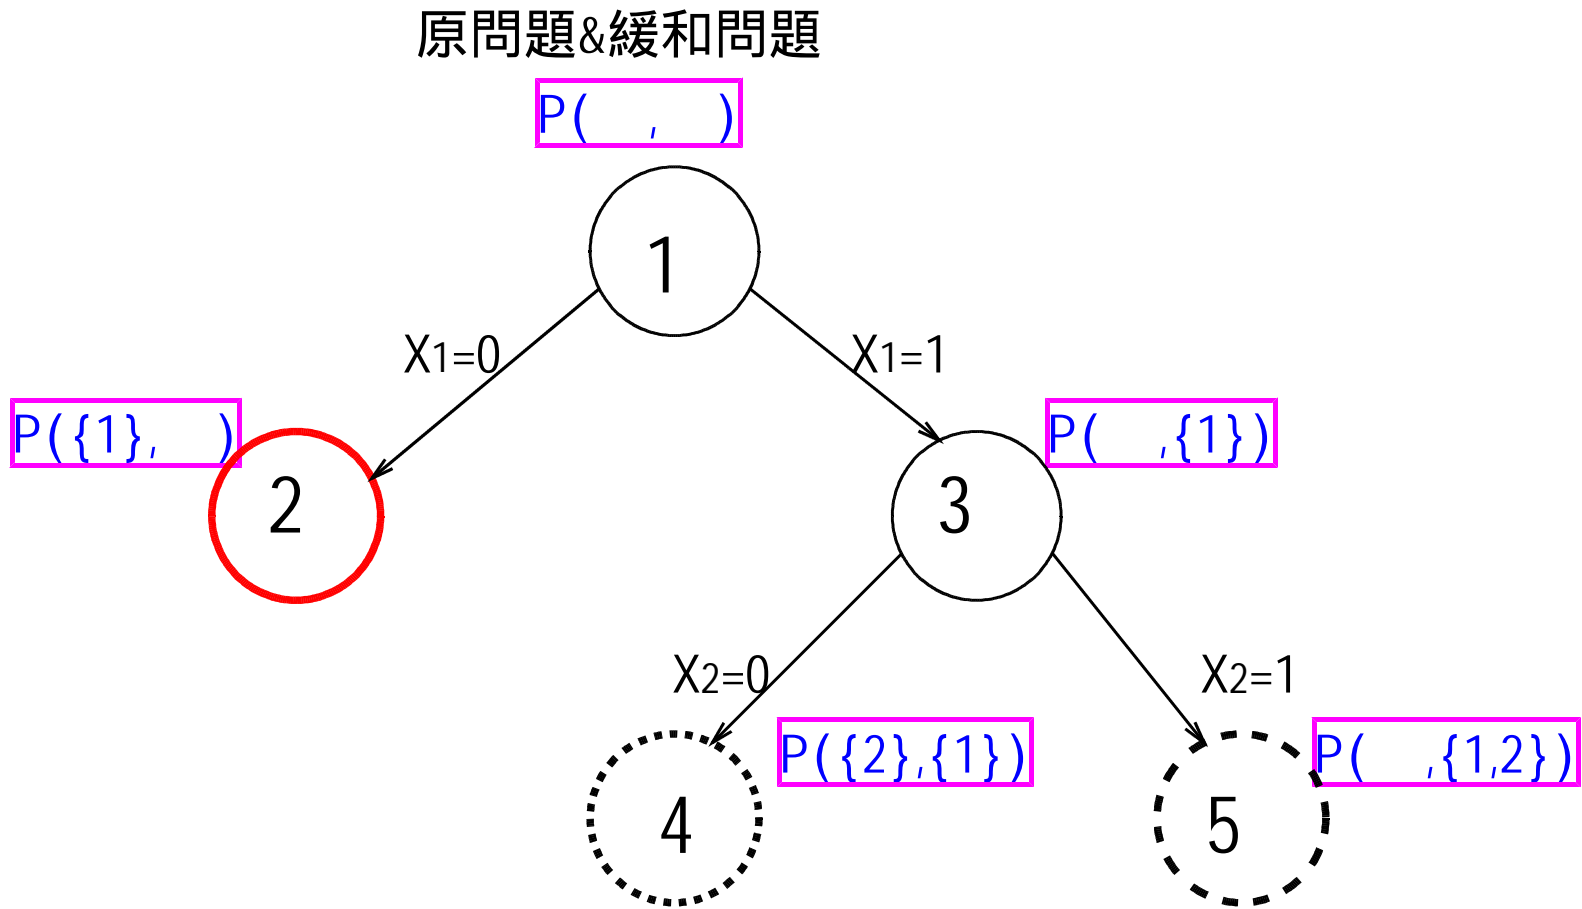 原問題&緩和問題
P( , )
1
X1=0
X1=1
P({1}, )
P( ,{1})
2
3
X2=0
X2=1
P({2},{1})
P( ,{1,2})
4
5